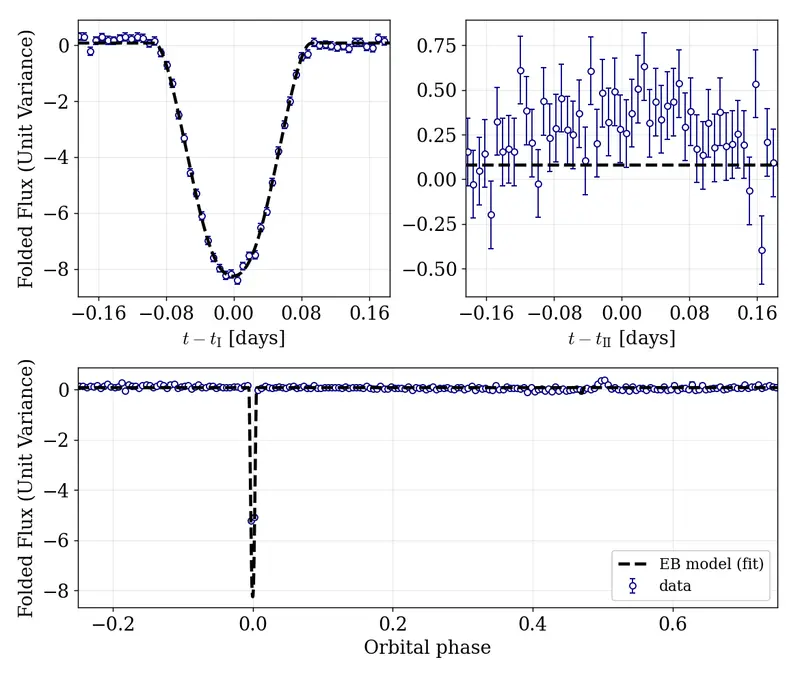 Folded Flux (Unit Variance)
0
−2
−4
−6
−8
−0.16 −0.08 0.00 0.08 0.16
t − tI [days]
0.75
0.50
0.25
0.00
−0.25
−0.50
−0.16 −0.08 0.00 0.08 0.16
t − tII [days]
Folded Flux (Unit Variance)
0
−2
−4
−6
−8
EB model (fit)
data
−0.2 0.0 0.2 0.4 0.6
Orbital phase